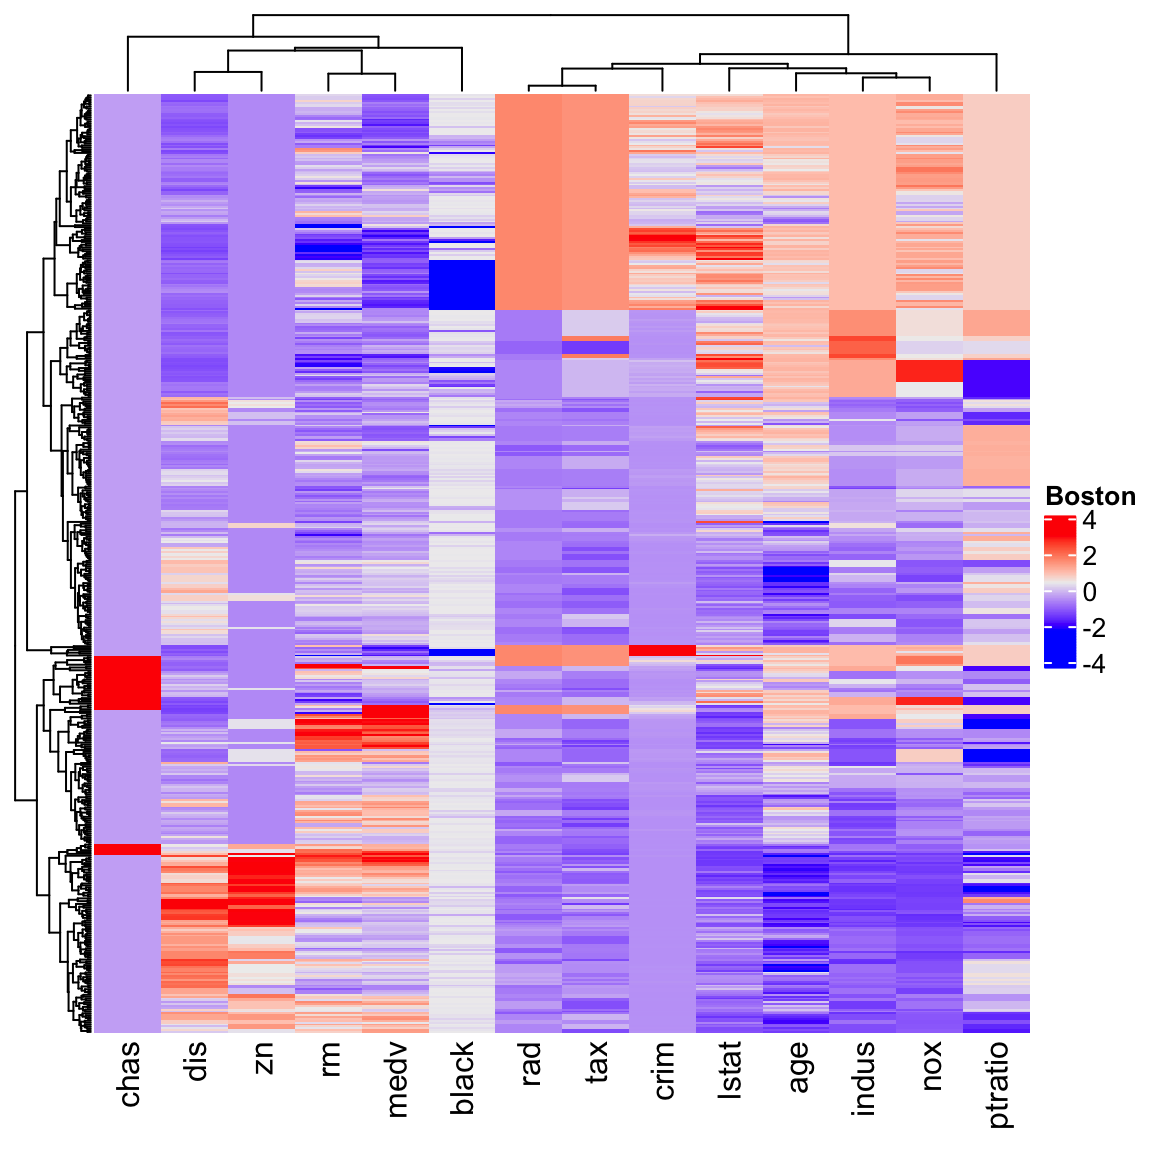 Boston
4
2
0
-2
-4
chas
dis
zn
rm
medv
black
rad
tax
crim
lstat
age
indus
nox
ptratio